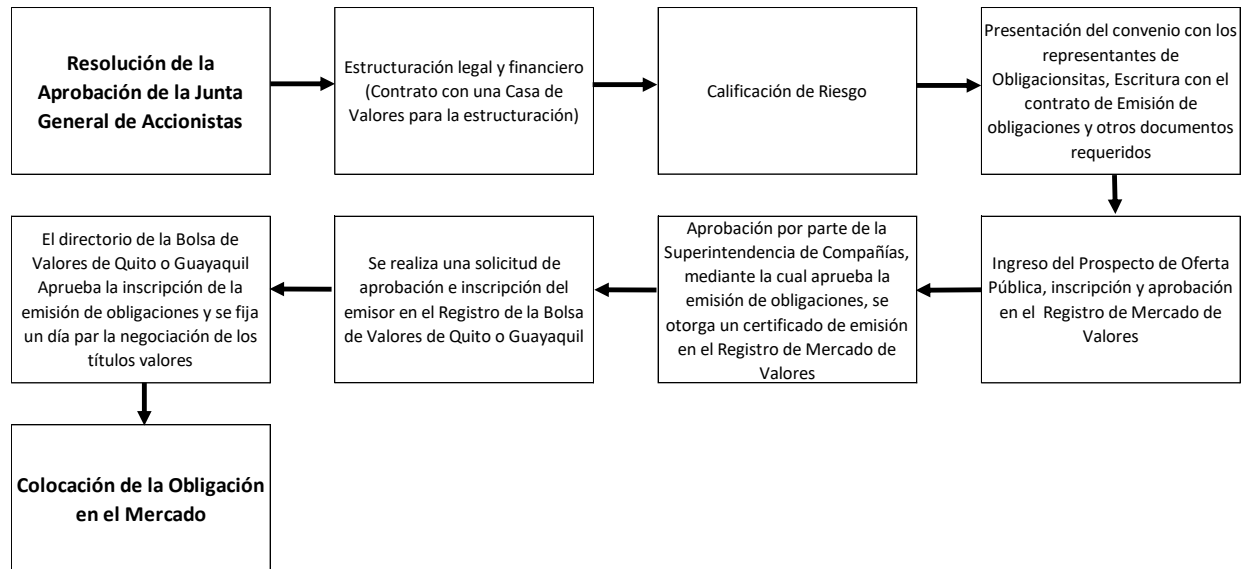 Resolución de la
Aprobación de la Junta
General de Accionistas
Estructuración legal y financiero
(Contrato con una Casa de
Valores para la estructuración)
Calificación de Riesgo
Presentación del convenio con los
representantes de
Obligacionsitas, Escritura con el
contrato de Emisión de
obligaciones y otros documentos
requeridos
Ingreso del Prospecto de Oferta
Pública, inscripción y aprobación
en el Registro de Mercado de
Valores
Aprobación por parte de la
Superintendencia de Compañías,
mediante la cual aprueba la
emisión de obligaciones, se
otorga un certificado de emisión
en el Registro de Mercado de
Valores
Se realiza una solicitud de
aprobación e inscripción del
emisor en el Registro de la Bolsa
de Valores de Quito o Guayaquil
El directorio de la Bolsa de
Valores de Quito o Guayaquil
Aprueba la inscripción de la
emisión de obligaciones y se fija
un día par la negociación de los
títulos valores
Colocación de la Obligación
en el Mercado